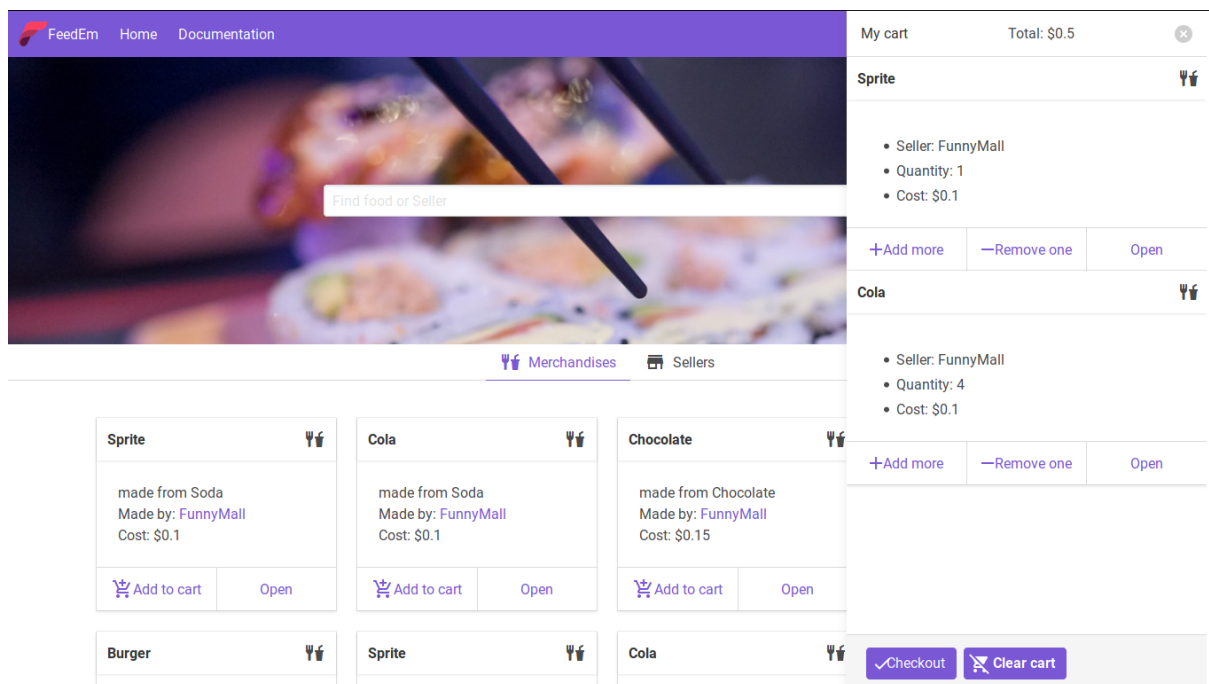 FeedEm Home Documentation
Find food or Seller
Merchandises Sellers
Sprite
made from Soda
Made by: FunnyMall
Cost: $0.1
Add to cart Open
Cola
made from Soda
Made by: FunnyMall
Cost: $0.1
Add to cart Open
Chocolate
made from Chocolate
Made by: FunnyMall
Cost: $0.15
Add to cart Open
Burger
Sprite
Cola
My cart Total: $0.5
Sprite
Seller: FunnyMall
Quantity: 1
Cost: $0.1
Add more Remove one Open
Cola
Seller: FunnyMall
Quantity: 4
Cost: $0.1
Add more Remove one Open
Checkout Clear cart